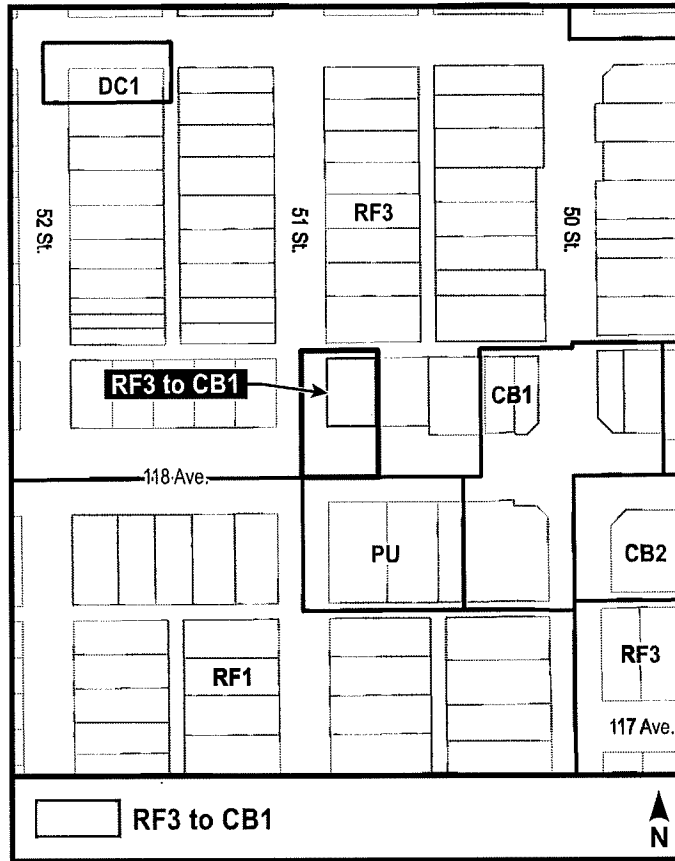 DC1
52 St.
51 St.
RF3
50 St.
RF3 to CB1
CB1
118 Ave.
PU
CB2
RF1
RF3
117 Ave.
RF3 to CB1
N